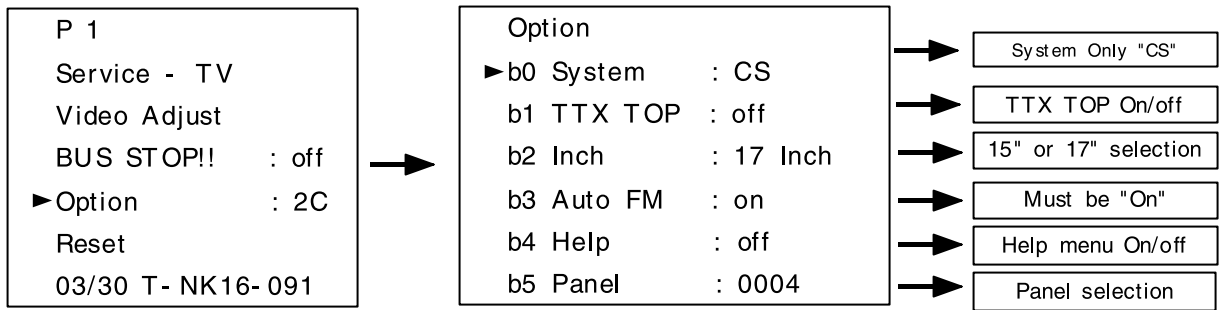 P 1
Service - TV
Video Adjust
BUS STOP!! : off
►Option : 2C
Reset
03/30 T-NK16-091
Option
►b0 System : CS
b1 TTX TOP : off
b2 Inch : 17 Inch
b3 Auto FM : on
b4 Help : off
b5 Panel : 0004
System Only "CS"
TTX TOP On/off
15" or 17" selection
Must be "On"
Help menu On/off
Panel selection